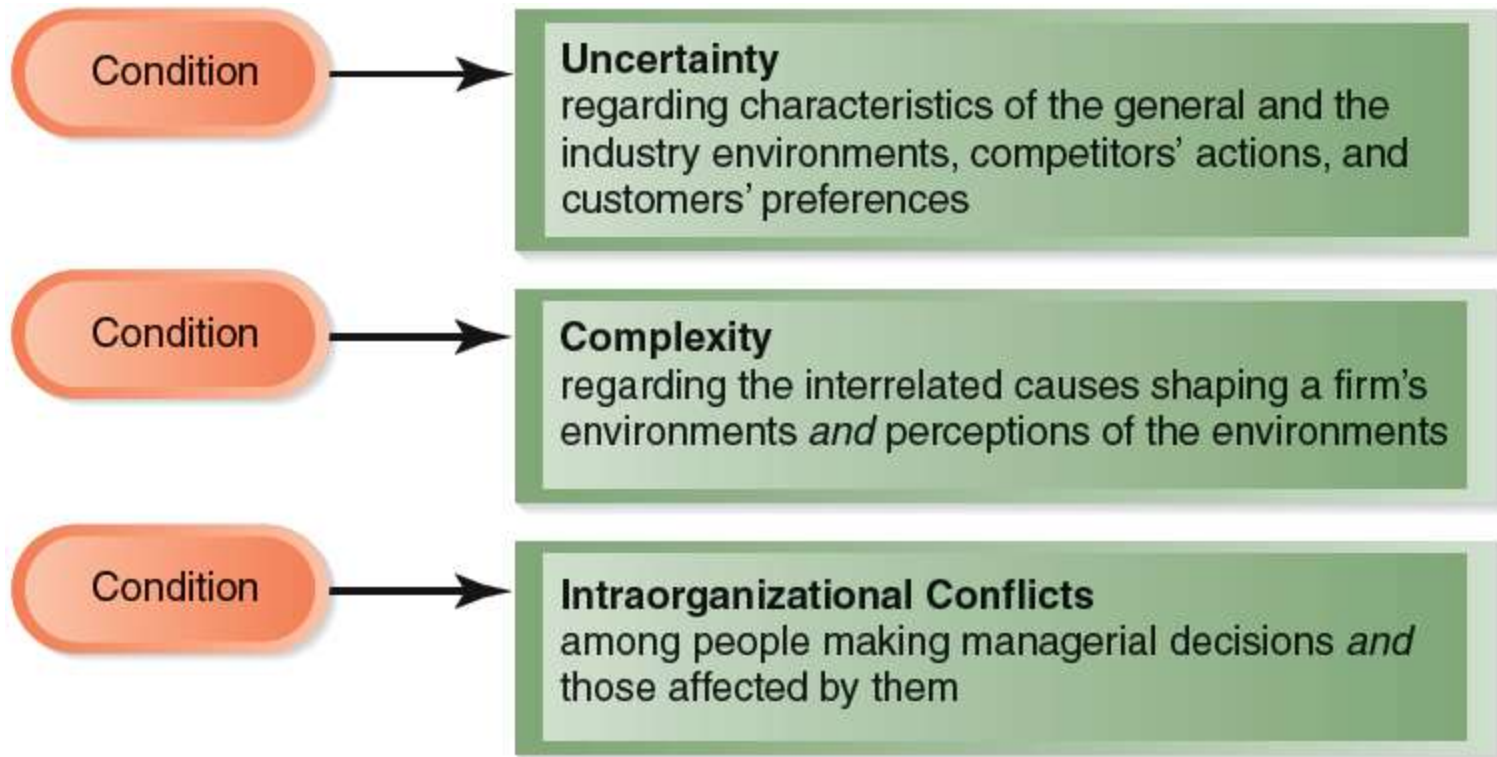 Condition
Uncertainty
regarding characteristics of the general and the
industry environments, competitors’ actions, and
customers’ preferences
Condition
Complexity
regarding the interrelated causes shaping a firm’s
environments and perceptions of the environments
Condition
Intraorganizational Conflicts
among people making managerial decisions and
those affected by them